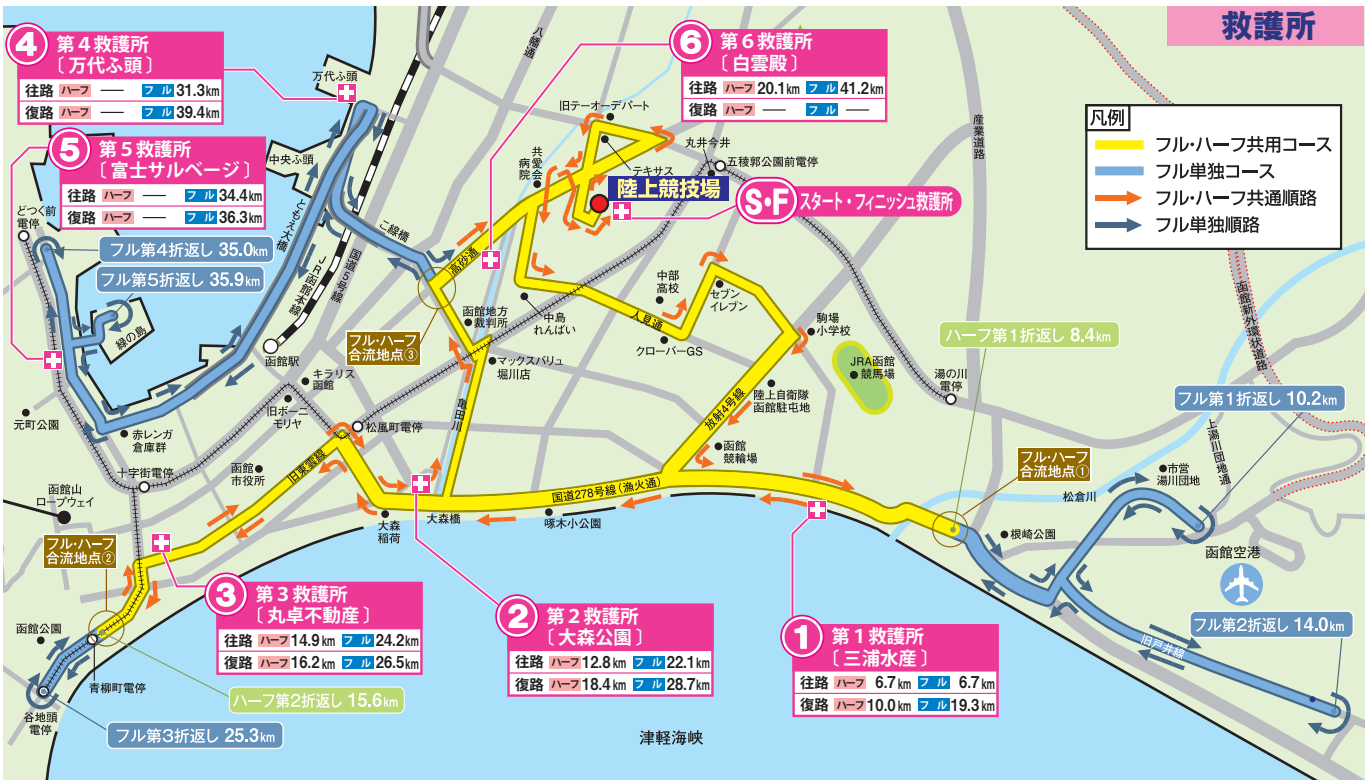 救護所
4 第4救護所
〔万代ふ頭〕
往路 ハーフ — フル 31.3km
復路 ハーフ — フル 39.4km
5 第5救護所
〔富士サルベージ〕
往路 ハーフ — フル 34.4km
復路 ハーフ — フル 36.3km
6 第6救護所
〔白雲殿〕
往路 ハーフ 20.1km フル 41.2km
復路 ハーフ — フル —
凡例
フル・ハーフ共用コース
フル単独コース
フル・ハーフ共通順路
フル単独順路
S・F スタート・フィニッシュ救護所
陸上競技場
八幡通
万代ふ頭
旧テーオーデパート
丸井今井
五稜郭公園前電停
産業道路
テキサス
共愛会
病院
中央ふ頭
ともえ大橋
こ線橋
国道5号線
JR函館本線
高砂通
どつく前
電停
フル第4折返し 35.0km
フル第5折返し 35.9km
緑の島
函館駅
フル・ハーフ
合流地点③
函館地方
裁判所
中島
れんばい
中部
高校
人見通
クローバーGS
セブン
イレブン
駒場
小学校
JRA函館
競馬場
湯の川
電停
函館新外環状道路
ハーフ第1折返し 8.4km
フル第1折返し 10.2km
マックスバリュ
堀川店
亀田川
キラリス
函館
旧ボーニ
モリヤ
松風町電停
陸上自衛隊
函館駐屯地
放射4号線
函館
競輪場
元町公園
赤レンガ
倉庫群
十字街電停
函館
市役所
旧東雲線
函館山
ロープウェイ
大森
稲荷
大森橋
国道278号線(漁火通)
啄木小公園
フル・ハーフ
合流地点①
市営
湯川団地
上湯川団地通
松倉川
根崎公園
函館空港
フル第2折返し 14.0km
旧戸井線
フル・ハーフ
合流地点②
函館公園
青柳町電停
谷地頭
電停
ハーフ第2折返し 15.6km
フル第3折返し 25.3km
3 第3救護所
〔丸卓不動産〕
往路 ハーフ 14.9km フル 24.2km
復路 ハーフ 16.2km フル 26.5km
2 第2救護所
〔大森公園〕
往路 ハーフ 12.8km フル 22.1km
復路 ハーフ 18.4km フル 28.7km
1 第1救護所
〔三浦水産〕
往路 ハーフ 6.7km フル 6.7km
復路 ハーフ 10.0km フル 19.3km
津軽海峡